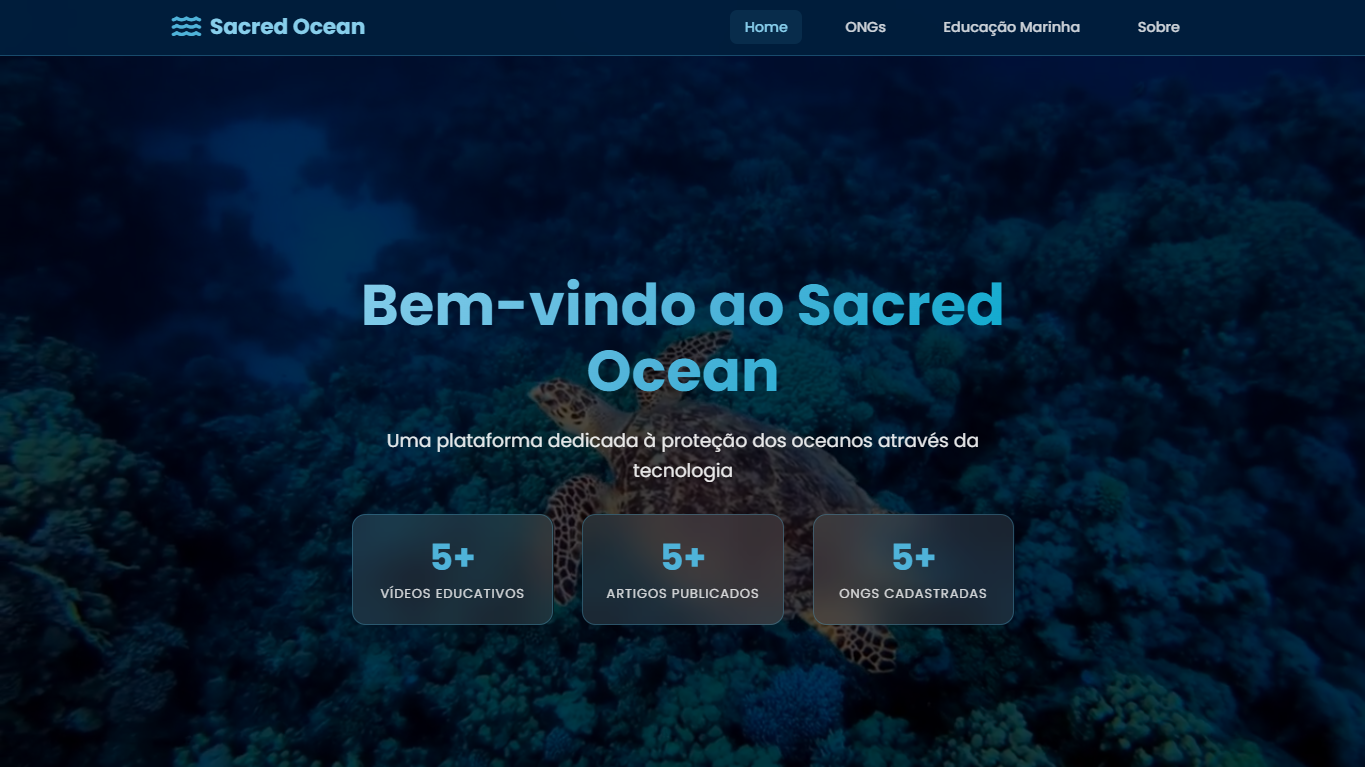 Sacred Ocean
Home
ONGs
Educação Marinha
Sobre
Bem-vindo ao Sacred
Ocean
Uma plataforma dedicada à proteção dos oceanos através da
tecnologia
5+
VÍDEOS EDUCATIVOS
5+
ARTIGOS PUBLICADOS
5+
ONGS CADASTRADAS